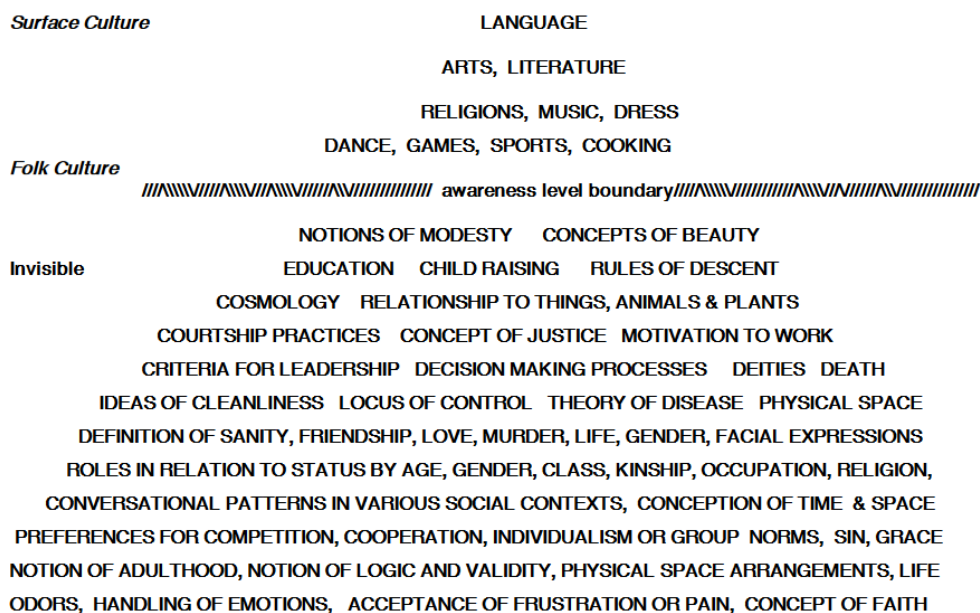 Surface Culture LANGUAGE
ARTS, LITERATURE
RELIGIONS, MUSIC, DRESS
DANCE, GAMES, SPORTS, COOKING
Folk Culture
awareness level boundary
NOTIONS OF MODESTY CONCEPTS OF BEAUTY
Invisible EDUCATION CHILD RAISING RULES OF DESCENT
COSMOLOGY RELATIONSHIP TO THINGS, ANIMALS & PLANTS
COURTSHIP PRACTICES CONCEPT OF JUSTICE MOTIVATION TO WORK
CRITERIA FOR LEADERSHIP DECISION MAKING PROCESSES DEITIES DEATH
IDEAS OF CLEANLINESS LOCUS OF CONTROL THEORY OF DISEASE PHYSICAL SPACE
DEFINITION OF SANITY, FRIENDSHIP, LOVE, MURDER, LIFE, GENDER, FACIAL EXPRESSIONS
ROLES IN RELATION TO STATUS BY AGE, GENDER, CLASS, KINSHIP, OCCUPATION, RELIGION,
CONVERSATIONAL PATTERNS IN VARIOUS SOCIAL CONTEXTS, CONCEPTION OF TIME & SPACE
PREFERENCES FOR COMPETITION, COOPERATION, INDIVIDUALISM OR GROUP NORMS, SIN, GRACE
NOTION OF ADULTHOOD, NOTION OF LOGIC AND VALIDITY, PHYSICAL SPACE ARRANGEMENTS, LIFE
ODORS, HANDLING OF EMOTIONS, ACCEPTANCE OF FRUSTRATION OR PAIN, CONCEPT OF FAITH